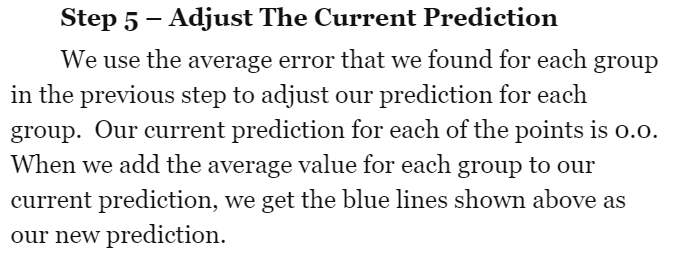 Step 5 – Adjust The Current Prediction
We use the average error that we found for each group
in the previous step to adjust our prediction for each
group.  Our current prediction for each of the points is 0.0.
When we add the average value for each group to our
current prediction, we get the blue lines shown above as
our new prediction.